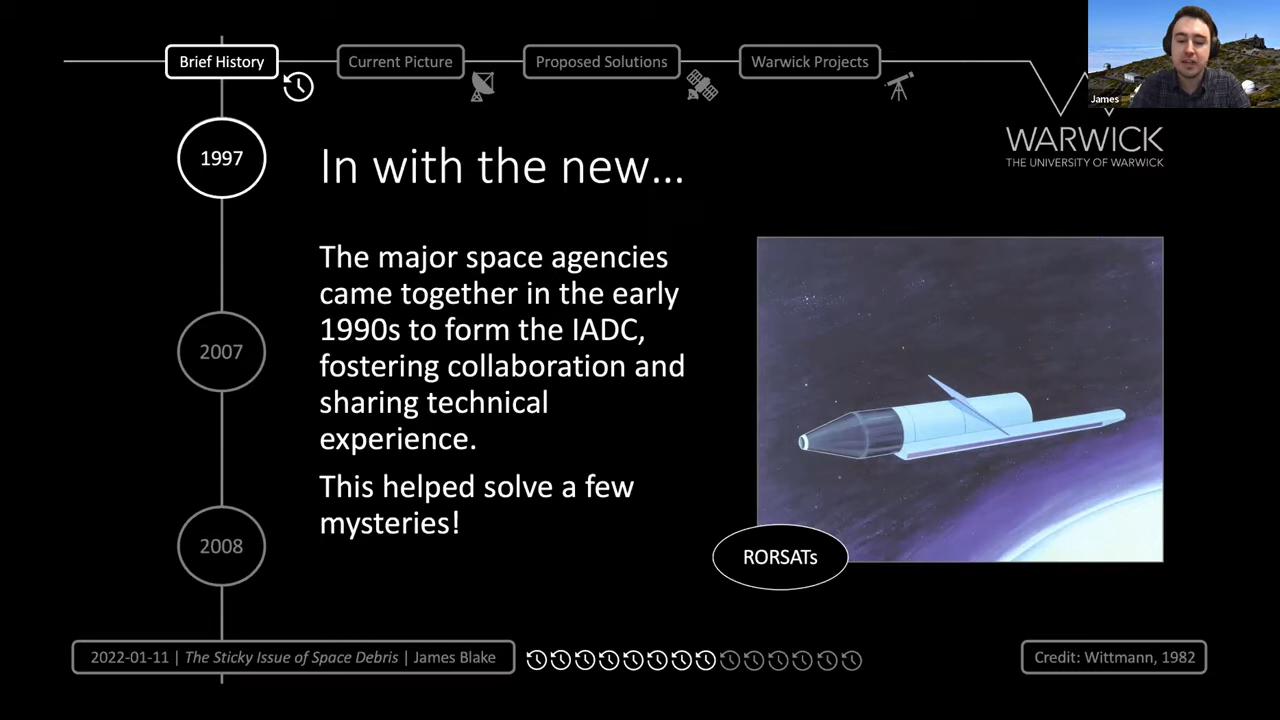 Brief History
Current Picture
Proposed Solutions
Warwick Projects
James
WARWICK
THE UNIVERSITY OF WARWICK
1997
In with the new...
The major space agencies
came together in the early
1990s to form the IADC,
fostering collaboration and
sharing technical
experience.
This helped solve a few
mysteries!
2007
2008
RORSATs
2022-01-11 | The Sticky Issue of Space Debris | James Blake
Credit: Wittmann, 1982